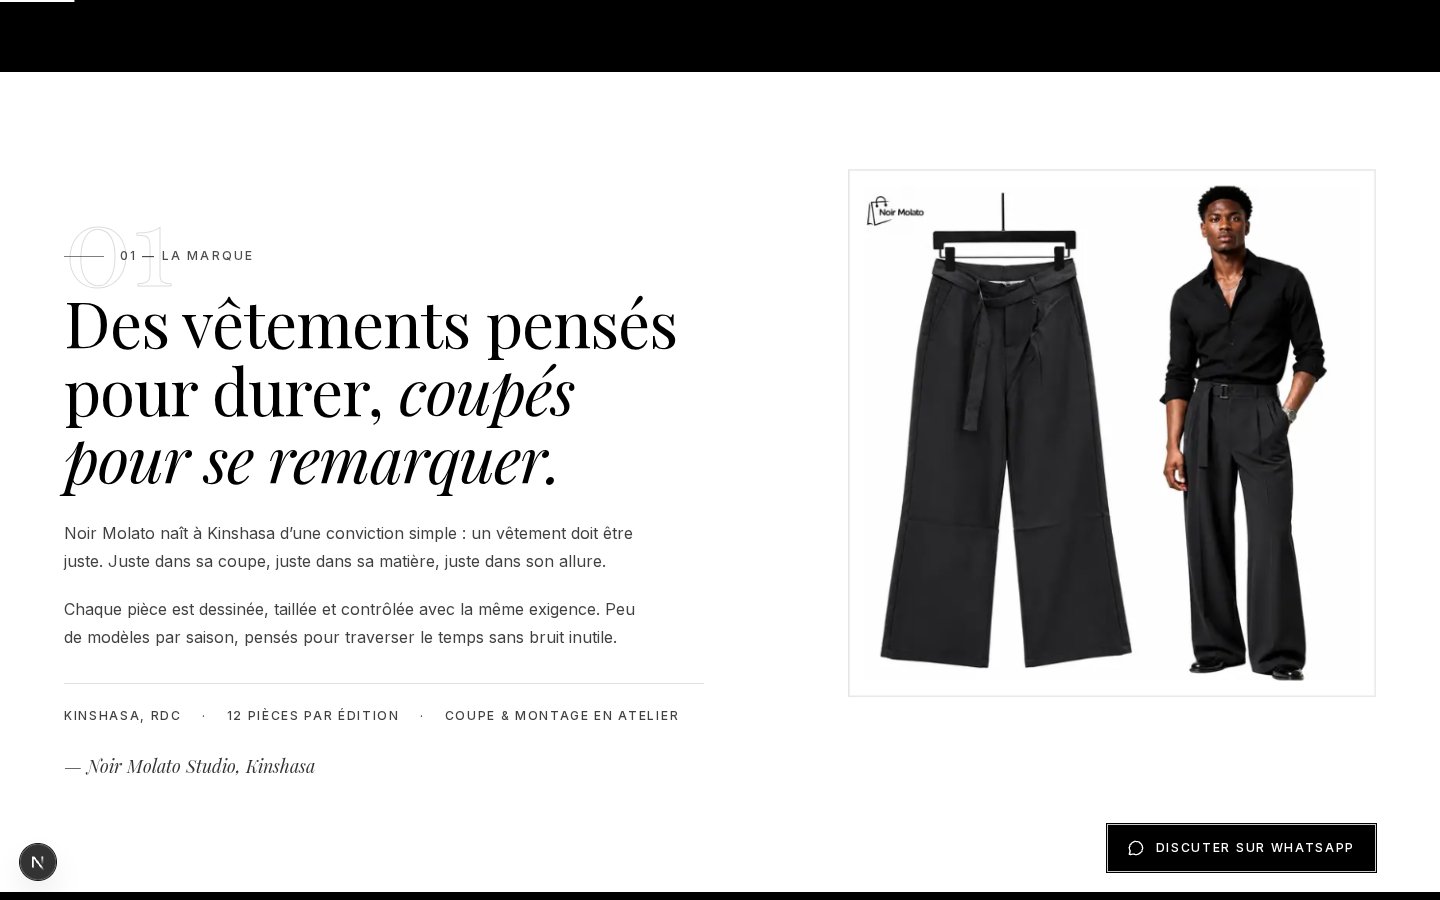 01
01 — LA MARQUE
Des vêtements pensés
pour durer, coupés
pour se remarquer.
Noir Molato naît à Kinshasa d’une conviction simple : un vêtement doit être
juste. Juste dans sa coupe, juste dans sa matière, juste dans son allure.
Chaque pièce est dessinée, taillée et contrôlée avec la même exigence. Peu
de modèles par saison, pensés pour traverser le temps sans bruit inutile.
KINSHASA, RDC · 12 PIÈCES PAR ÉDITION · COUPE & MONTAGE EN ATELIER
— Noir Molato Studio, Kinshasa
Noir Molato
DISCUTER SUR WHATSAPP
N